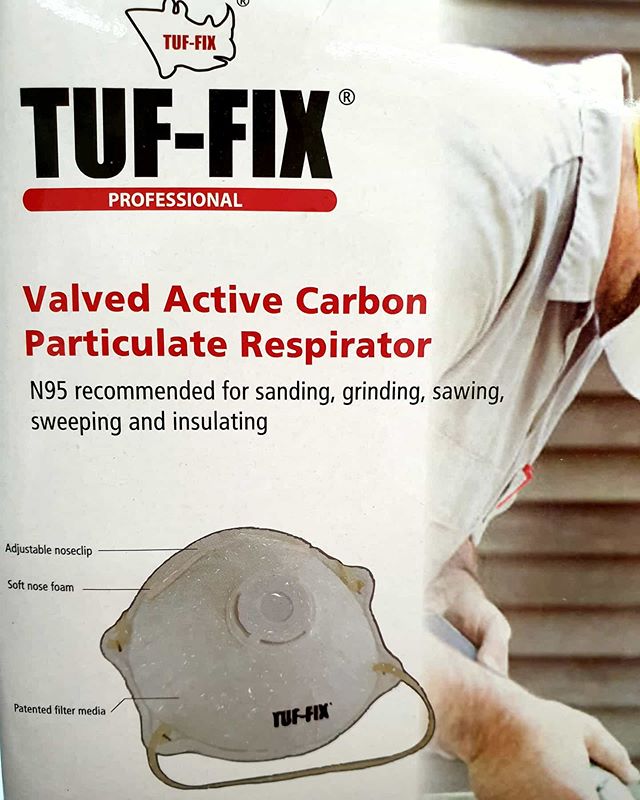 ®
TUF-FIX
TUF-FIX®
PROFESSIONAL
Valved Active Carbon
Particulate Respirator
N95 recommended for sanding, grinding, sawing,
sweeping and insulating
Adjustable noseclip
Soft nose foam
Patented filter media
TUF-FIX